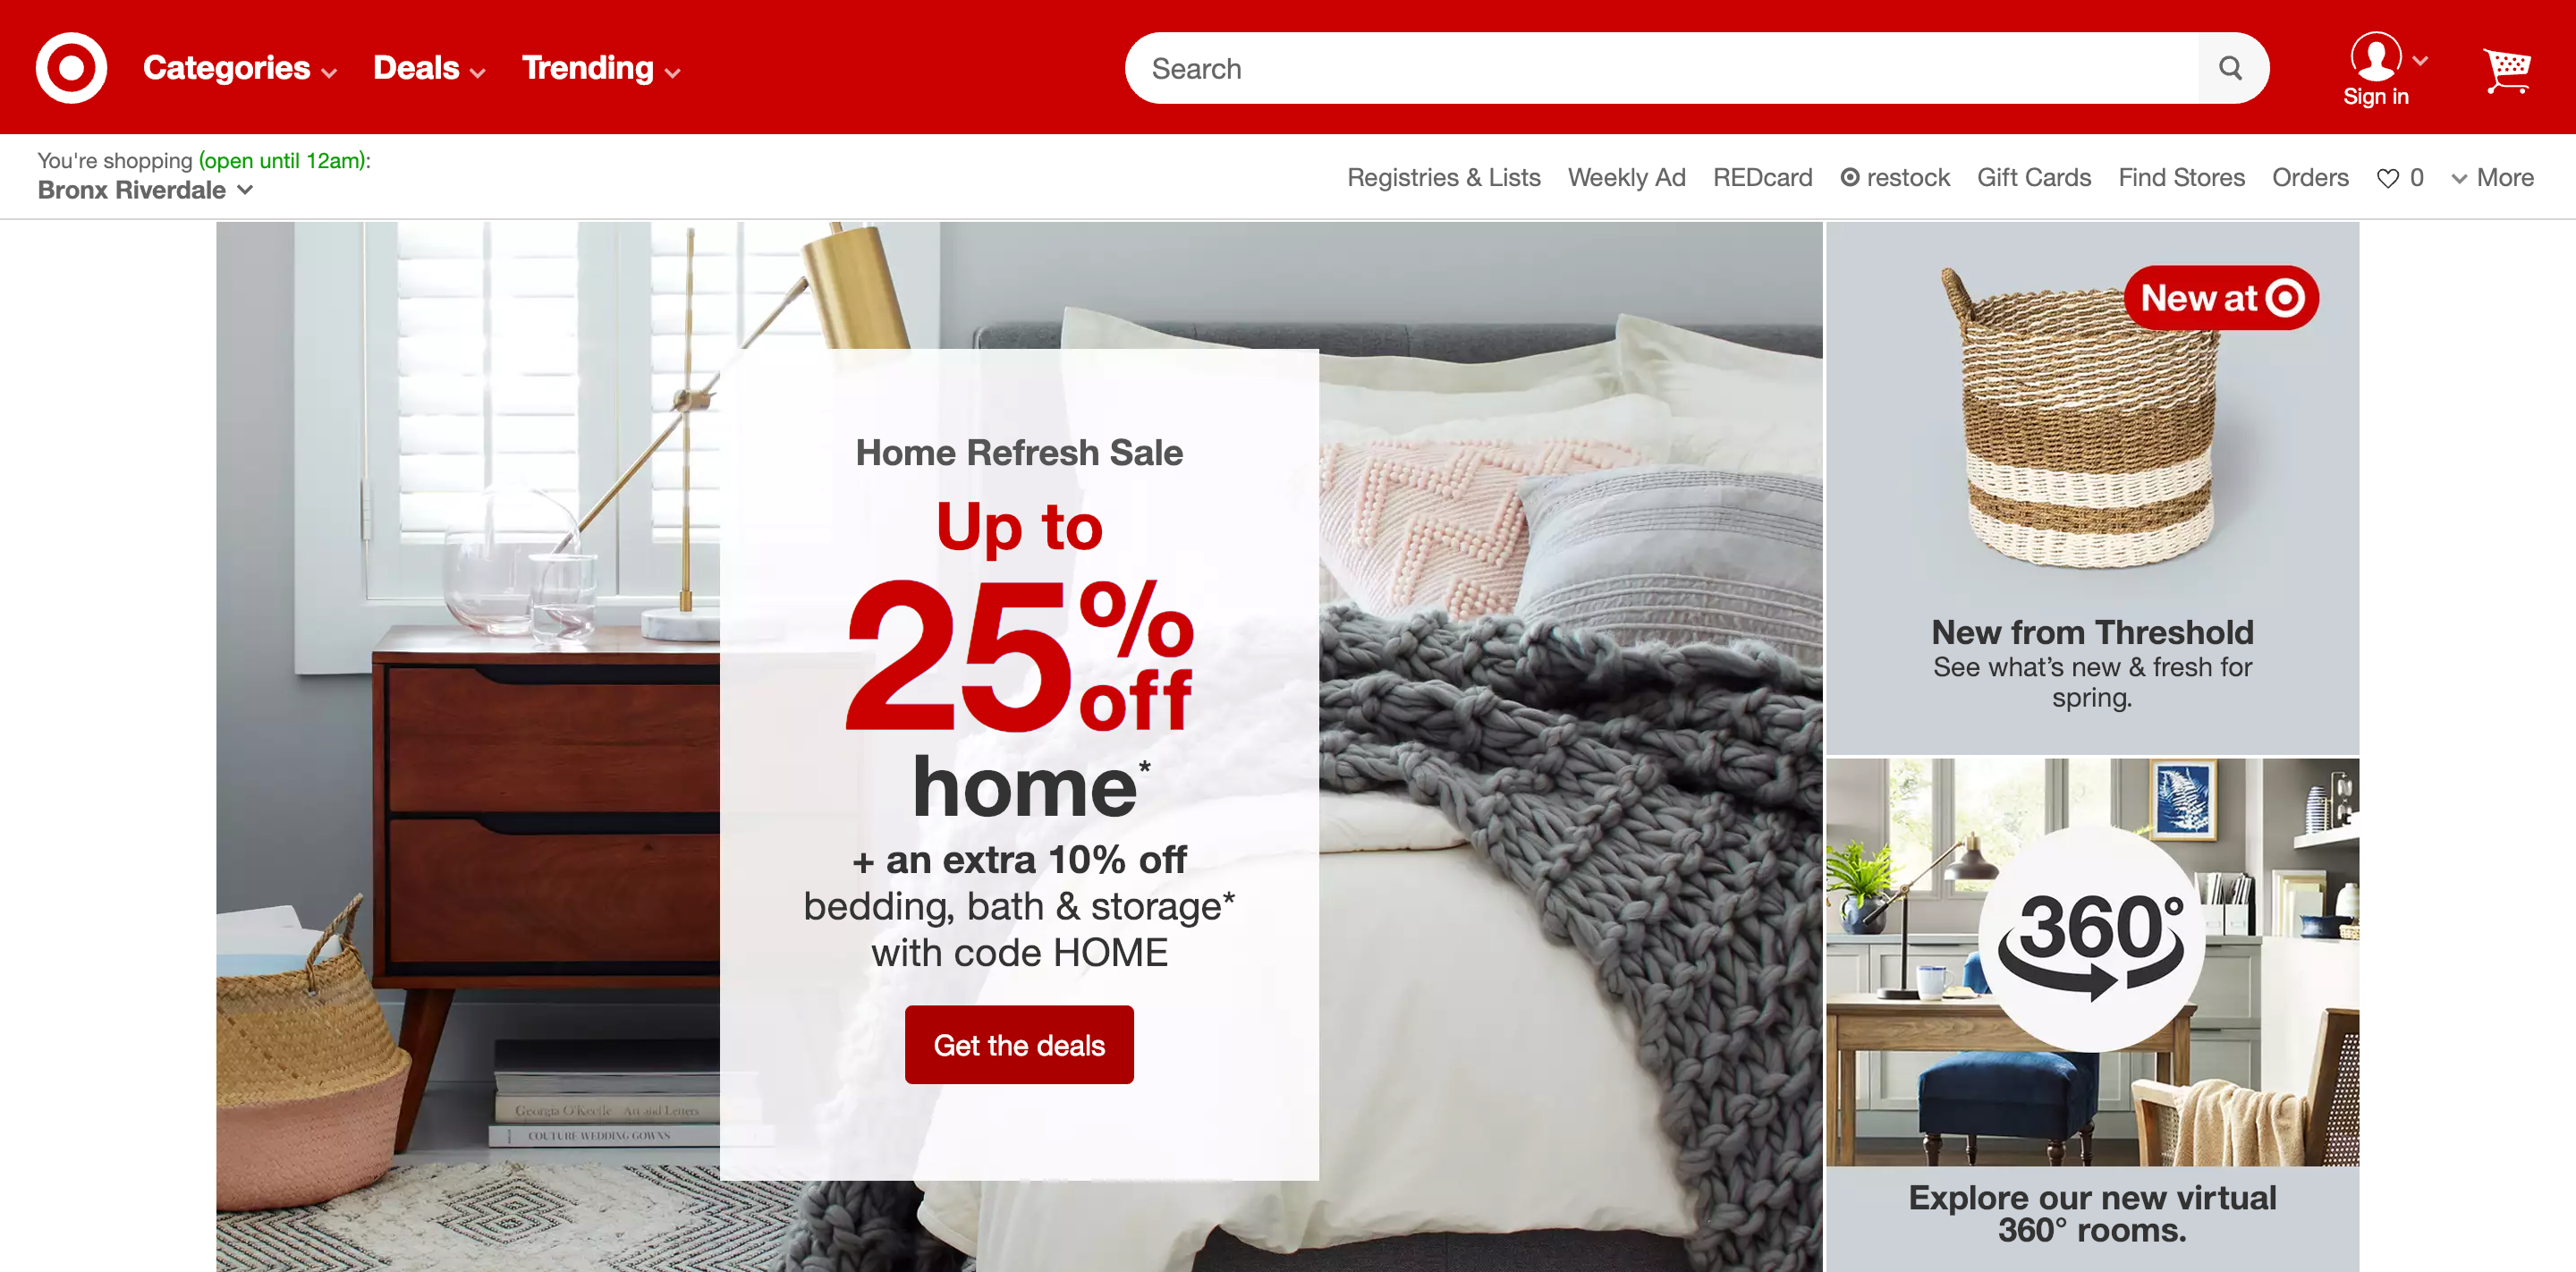 Categories
Deals
Trending
Search
Sign in
You're shopping (open until 12am):
Bronx Riverdale
Registries & Lists
Weekly Ad
REDcard
restock
Gift Cards
Find Stores
Orders
0
More
Home Refresh Sale
Up to
25%
off
home*
+ an extra 10% off
bedding, bath & storage*
with code HOME
Get the deals
Georgia O'Keeffe Art and Letters
COUTURE WEDDING GOWNS
New at
New from Threshold
See what's new & fresh for
spring.
360°
Explore our new virtual
360° rooms.